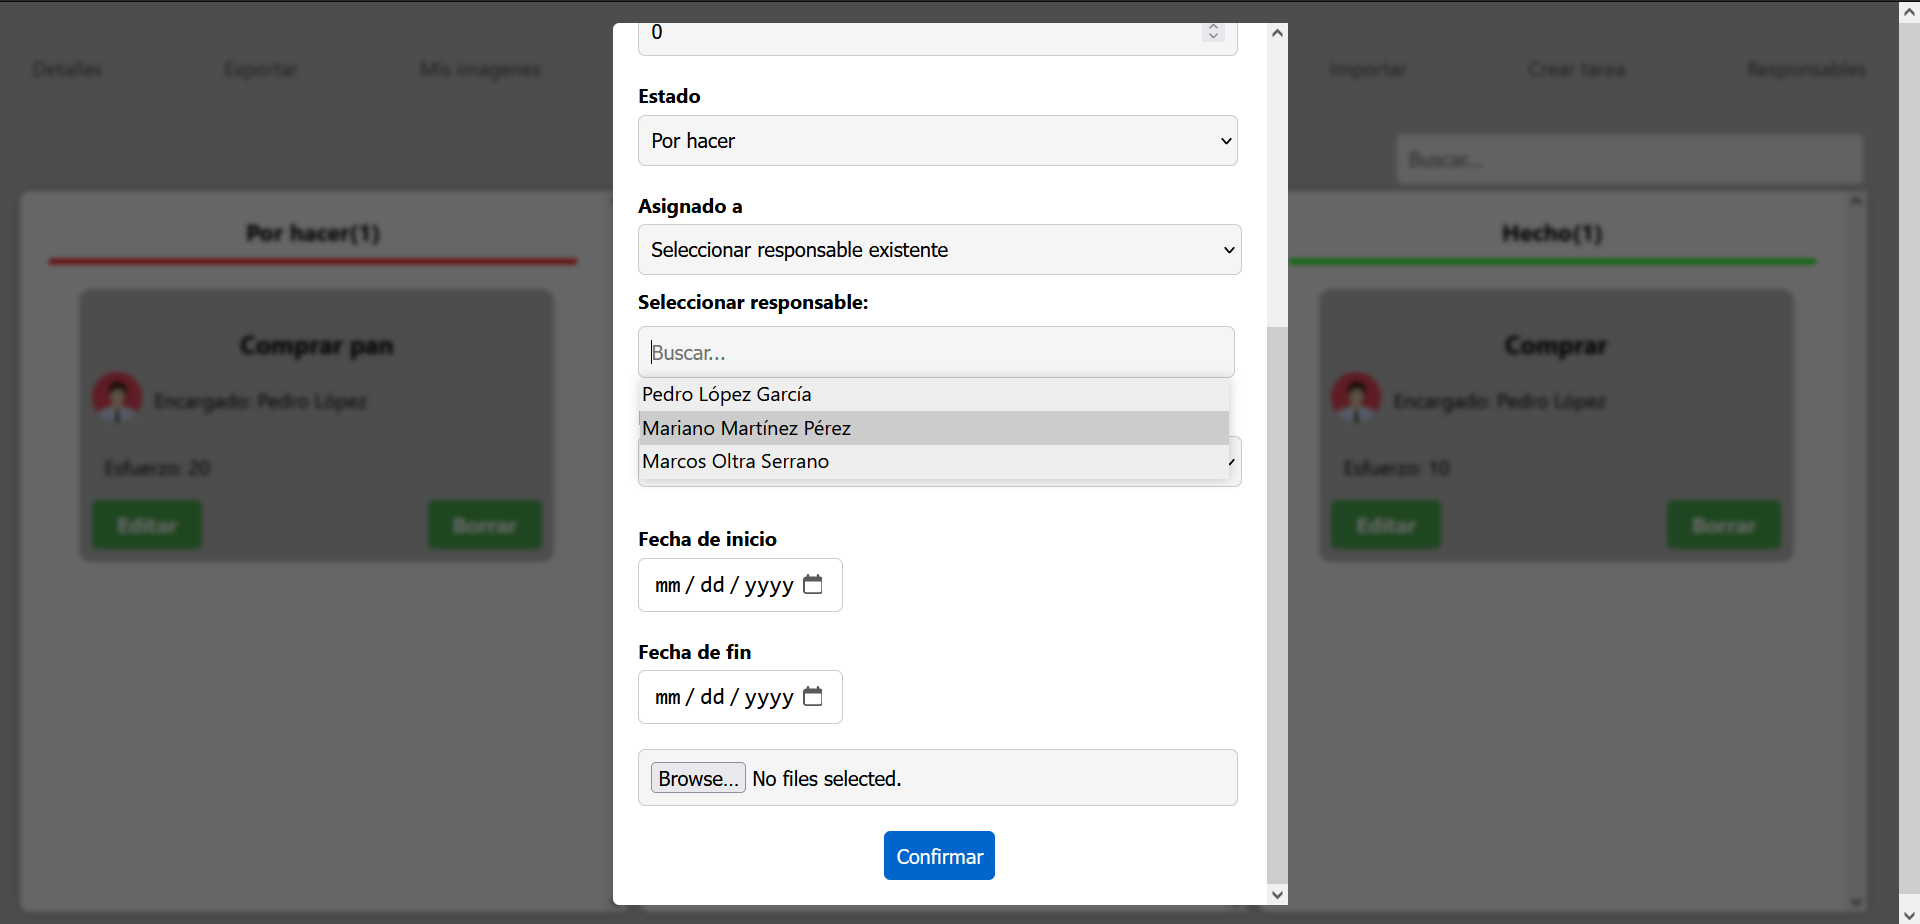 0
Detalles
Exportar
Mis imagenes
Importar
Crear tarea
Responsables
Estado
Por hacer
Buscar...
Asignado a
Seleccionar responsable existente
Seleccionar responsable:
Buscar...
Pedro López García
Mariano Martínez Pérez
Marcos Oltra Serrano
Fecha de inicio
mm / dd / yyyy
Fecha de fin
mm / dd / yyyy
Browse... No files selected.
Confirmar
Por hacer(1)
Comprar pan
Encargado: Pedro López
Esfuerzo: 20
Editar
Borrar
Hecho(1)
Comprar
Encargado: Pedro López
Esfuerzo: 10
Editar
Borrar